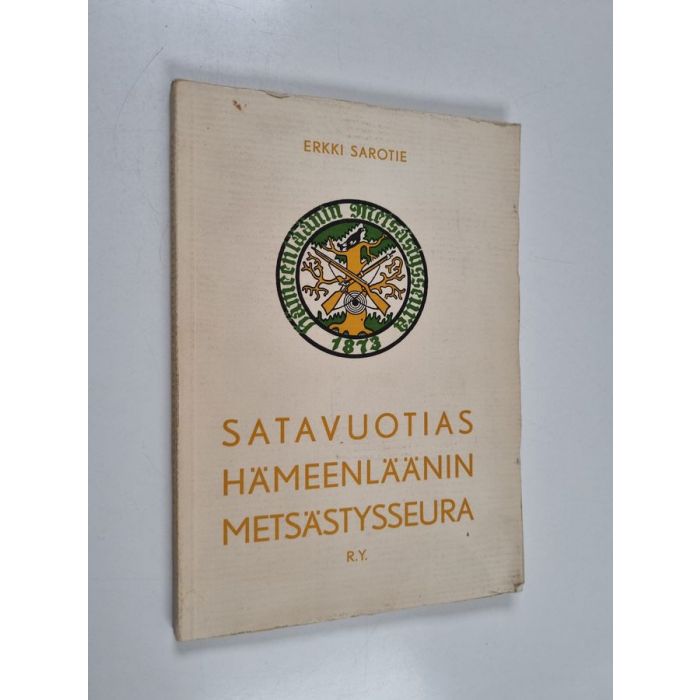 ERKKI SAROTIE
Hämeenläänin Metsästysseura
1873
SATAVUOTIAS
HÄMEENLÄÄNIN
METSÄSTYSSEURA
R.Y.